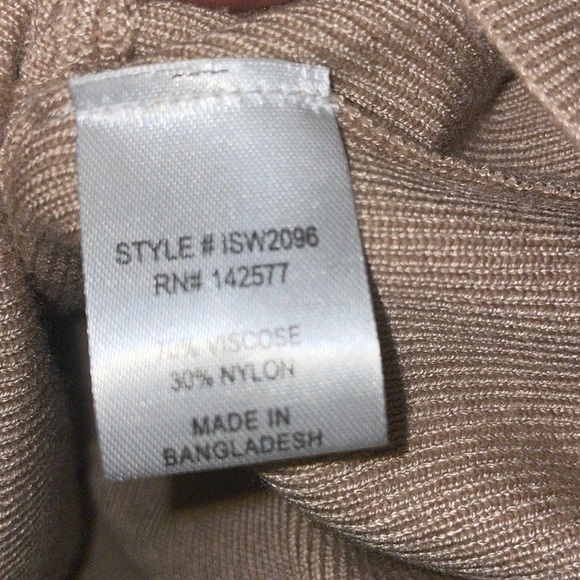 STYLE # ISW2096
RN# 142577
70% VISCOSE
30% NYLON
MADE IN
BANGLADESH